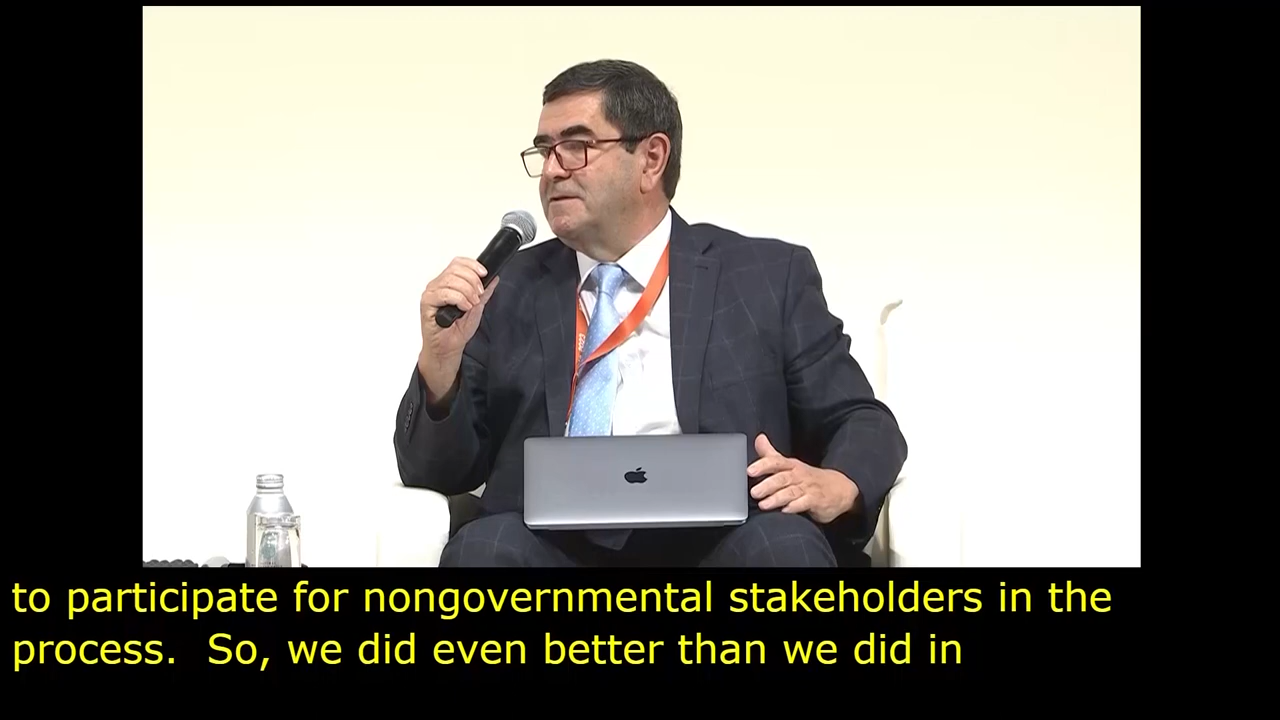 to participate for nongovernmental stakeholders in the
process.  So, we did even better than we did in